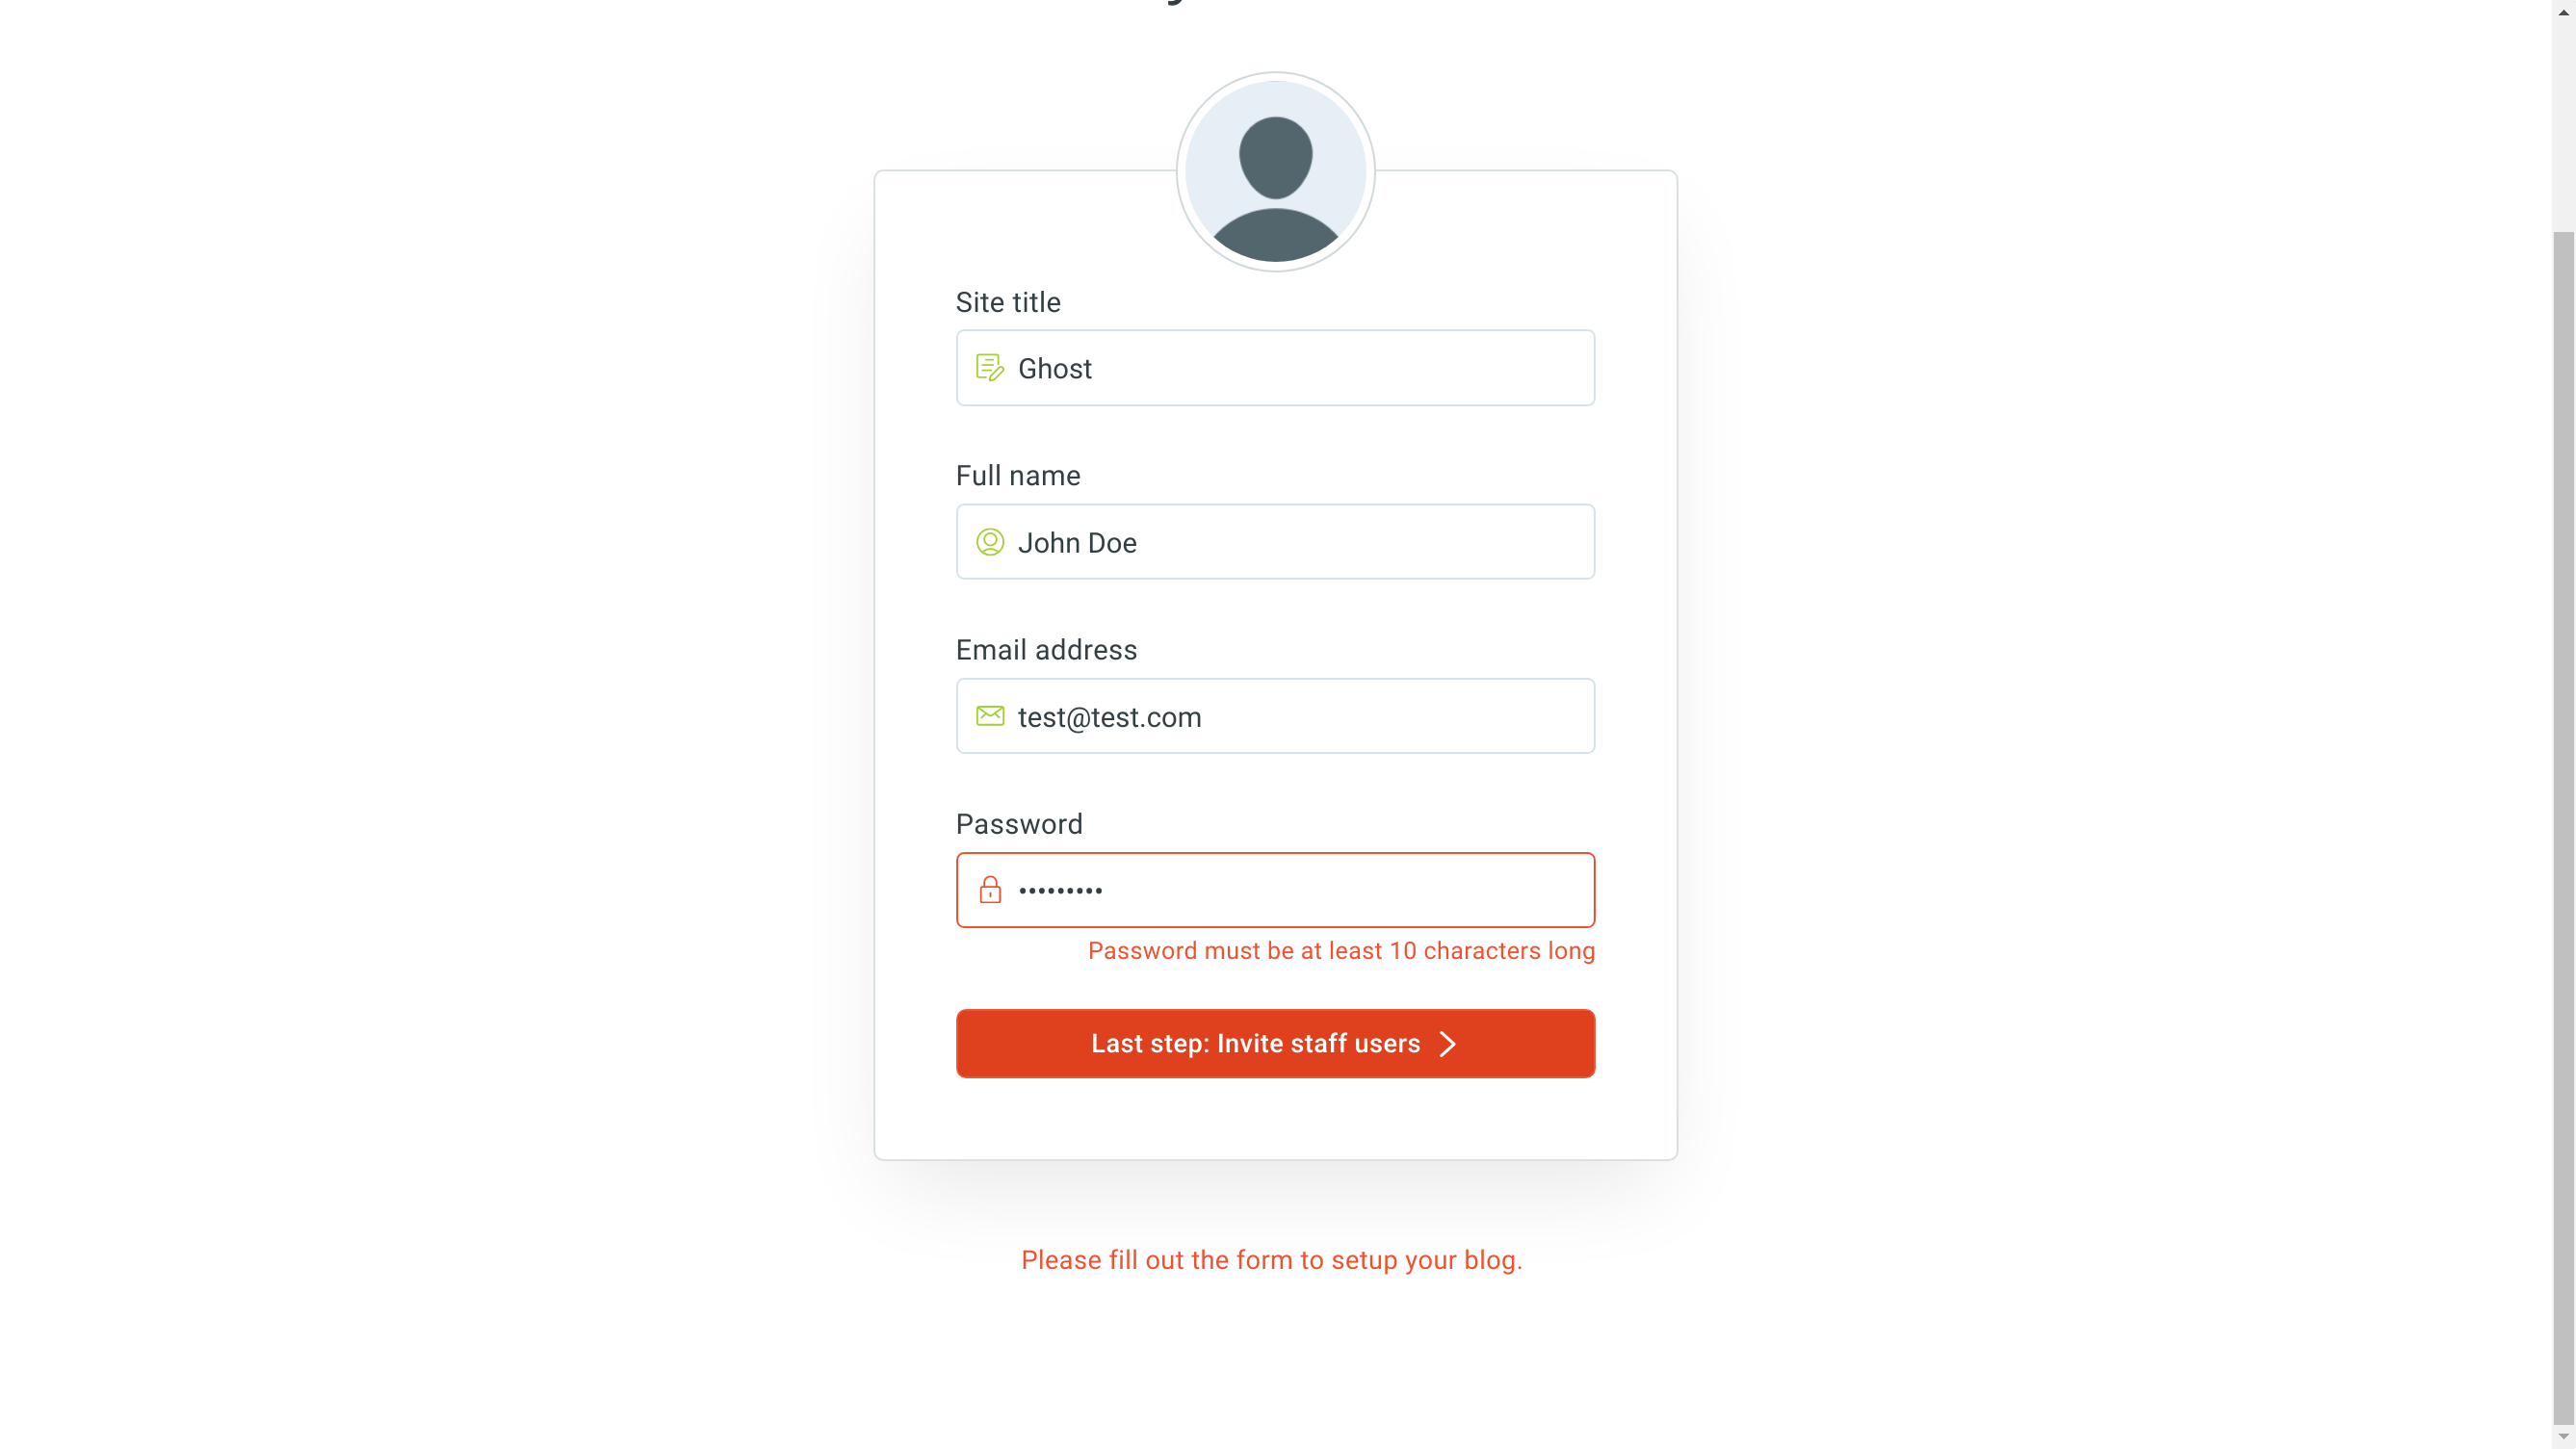 Site title
Ghost
Full name
John Doe
Email address
test@test.com
Password
•••••••••
Password must be at least 10 characters long
Last step: Invite staff users
Please fill out the form to setup your blog.